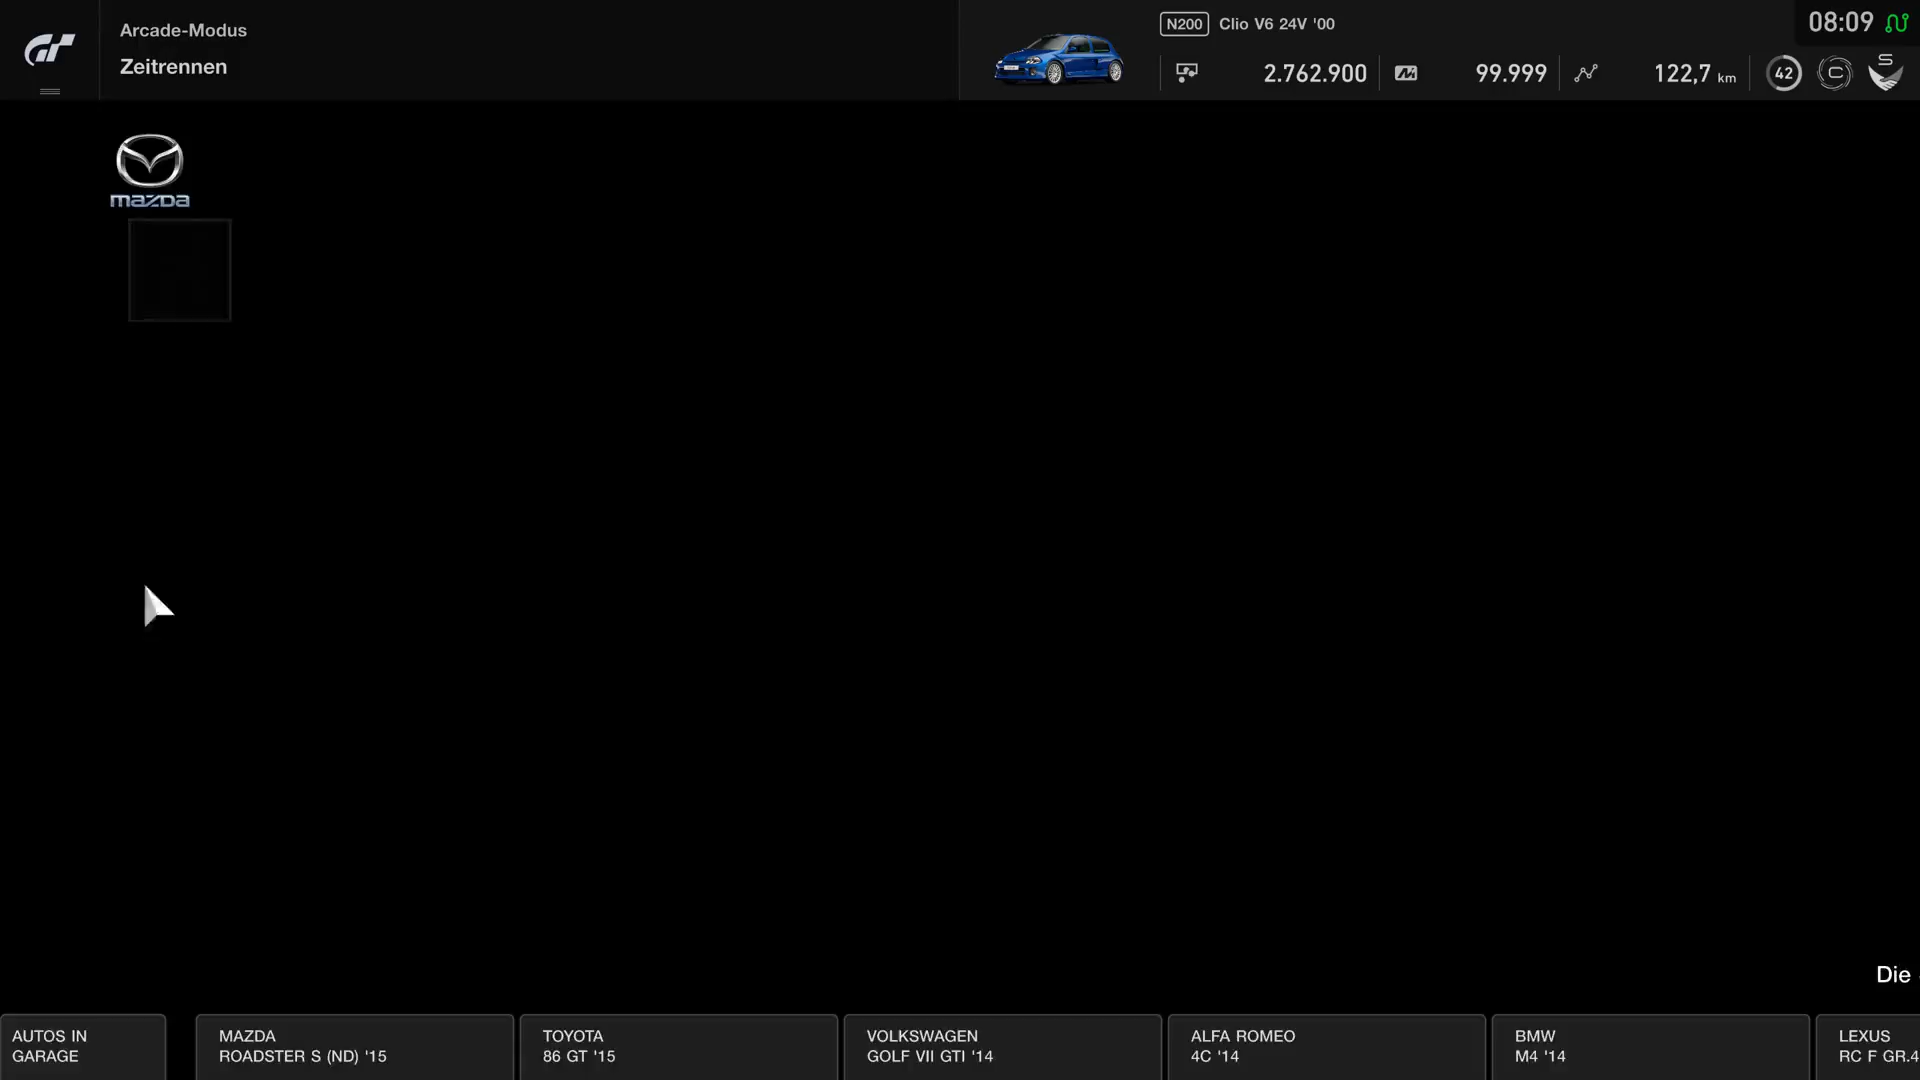 Arcade-Modus
Zeitrennen
N200 Clio V6 24V '00
2.762.900
99.999
122,7 km
42
C
S
08:09
mazda
Die
AUTOS IN
GARAGE
MAZDA
ROADSTER S (ND) '15
TOYOTA
86 GT '15
VOLKSWAGEN
GOLF VII GTI '14
ALFA ROMEO
4C '14
BMW
M4 '14
LEXUS
RC F GR.4